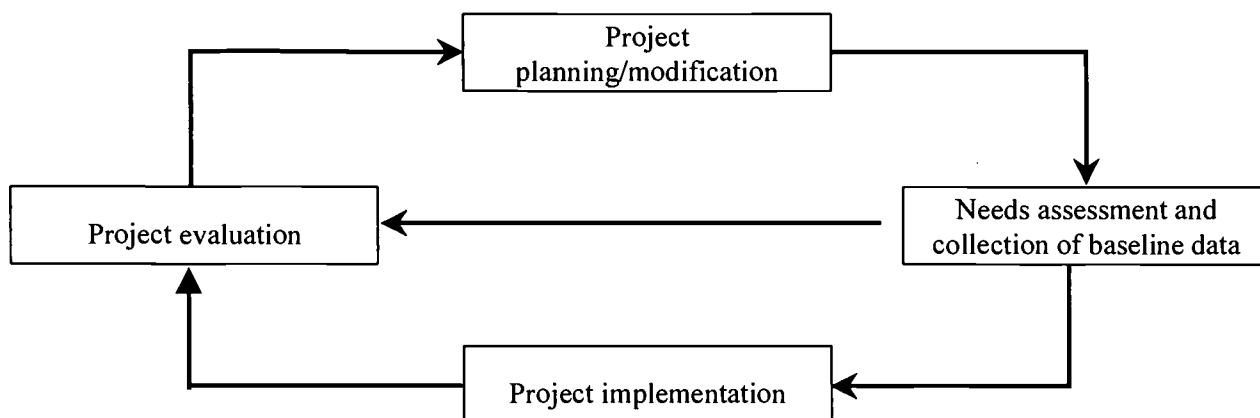 Project
planning/modification
Needs assessment and
collection of baseline data
Project evaluation
Project implementation